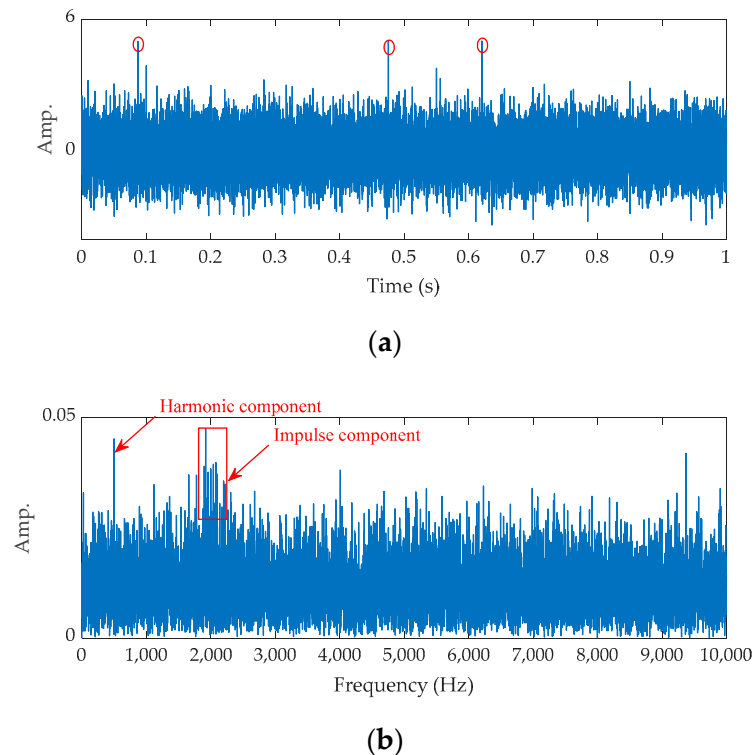 6
Amp.
0
0 0.1 0.2 0.3 0.4 0.5 0.6 0.7 0.8 0.9 1
Time (s)
(a)
Harmonic component
0.05
Impulse component
Amp.
0
0 1,000 2,000 3,000 4,000 5,000 6,000 7,000 8,000 9,000 10,000
Frequency (Hz)
(b)